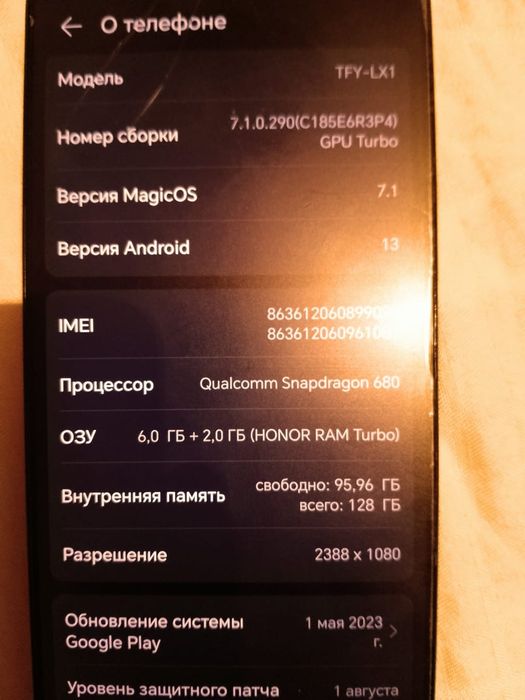 ← О телефоне
Модель TFY-LX1
Номер сборки 7.1.0.290(C185E6R3P4)
GPU Turbo
Версия MagicOS 7.1
Версия Android 13
IMEI
Процессор Qualcomm Snapdragon 680
ОЗУ 6,0 ГБ + 2,0 ГБ (HONOR RAM Turbo)
Внутренняя память свободно: 95,96 ГБ
всего: 128 ГБ
Разрешение 2388 x 1080
Обновление системы 1 мая 2023
Google Play г.
Уровень защитного патча 1 августа